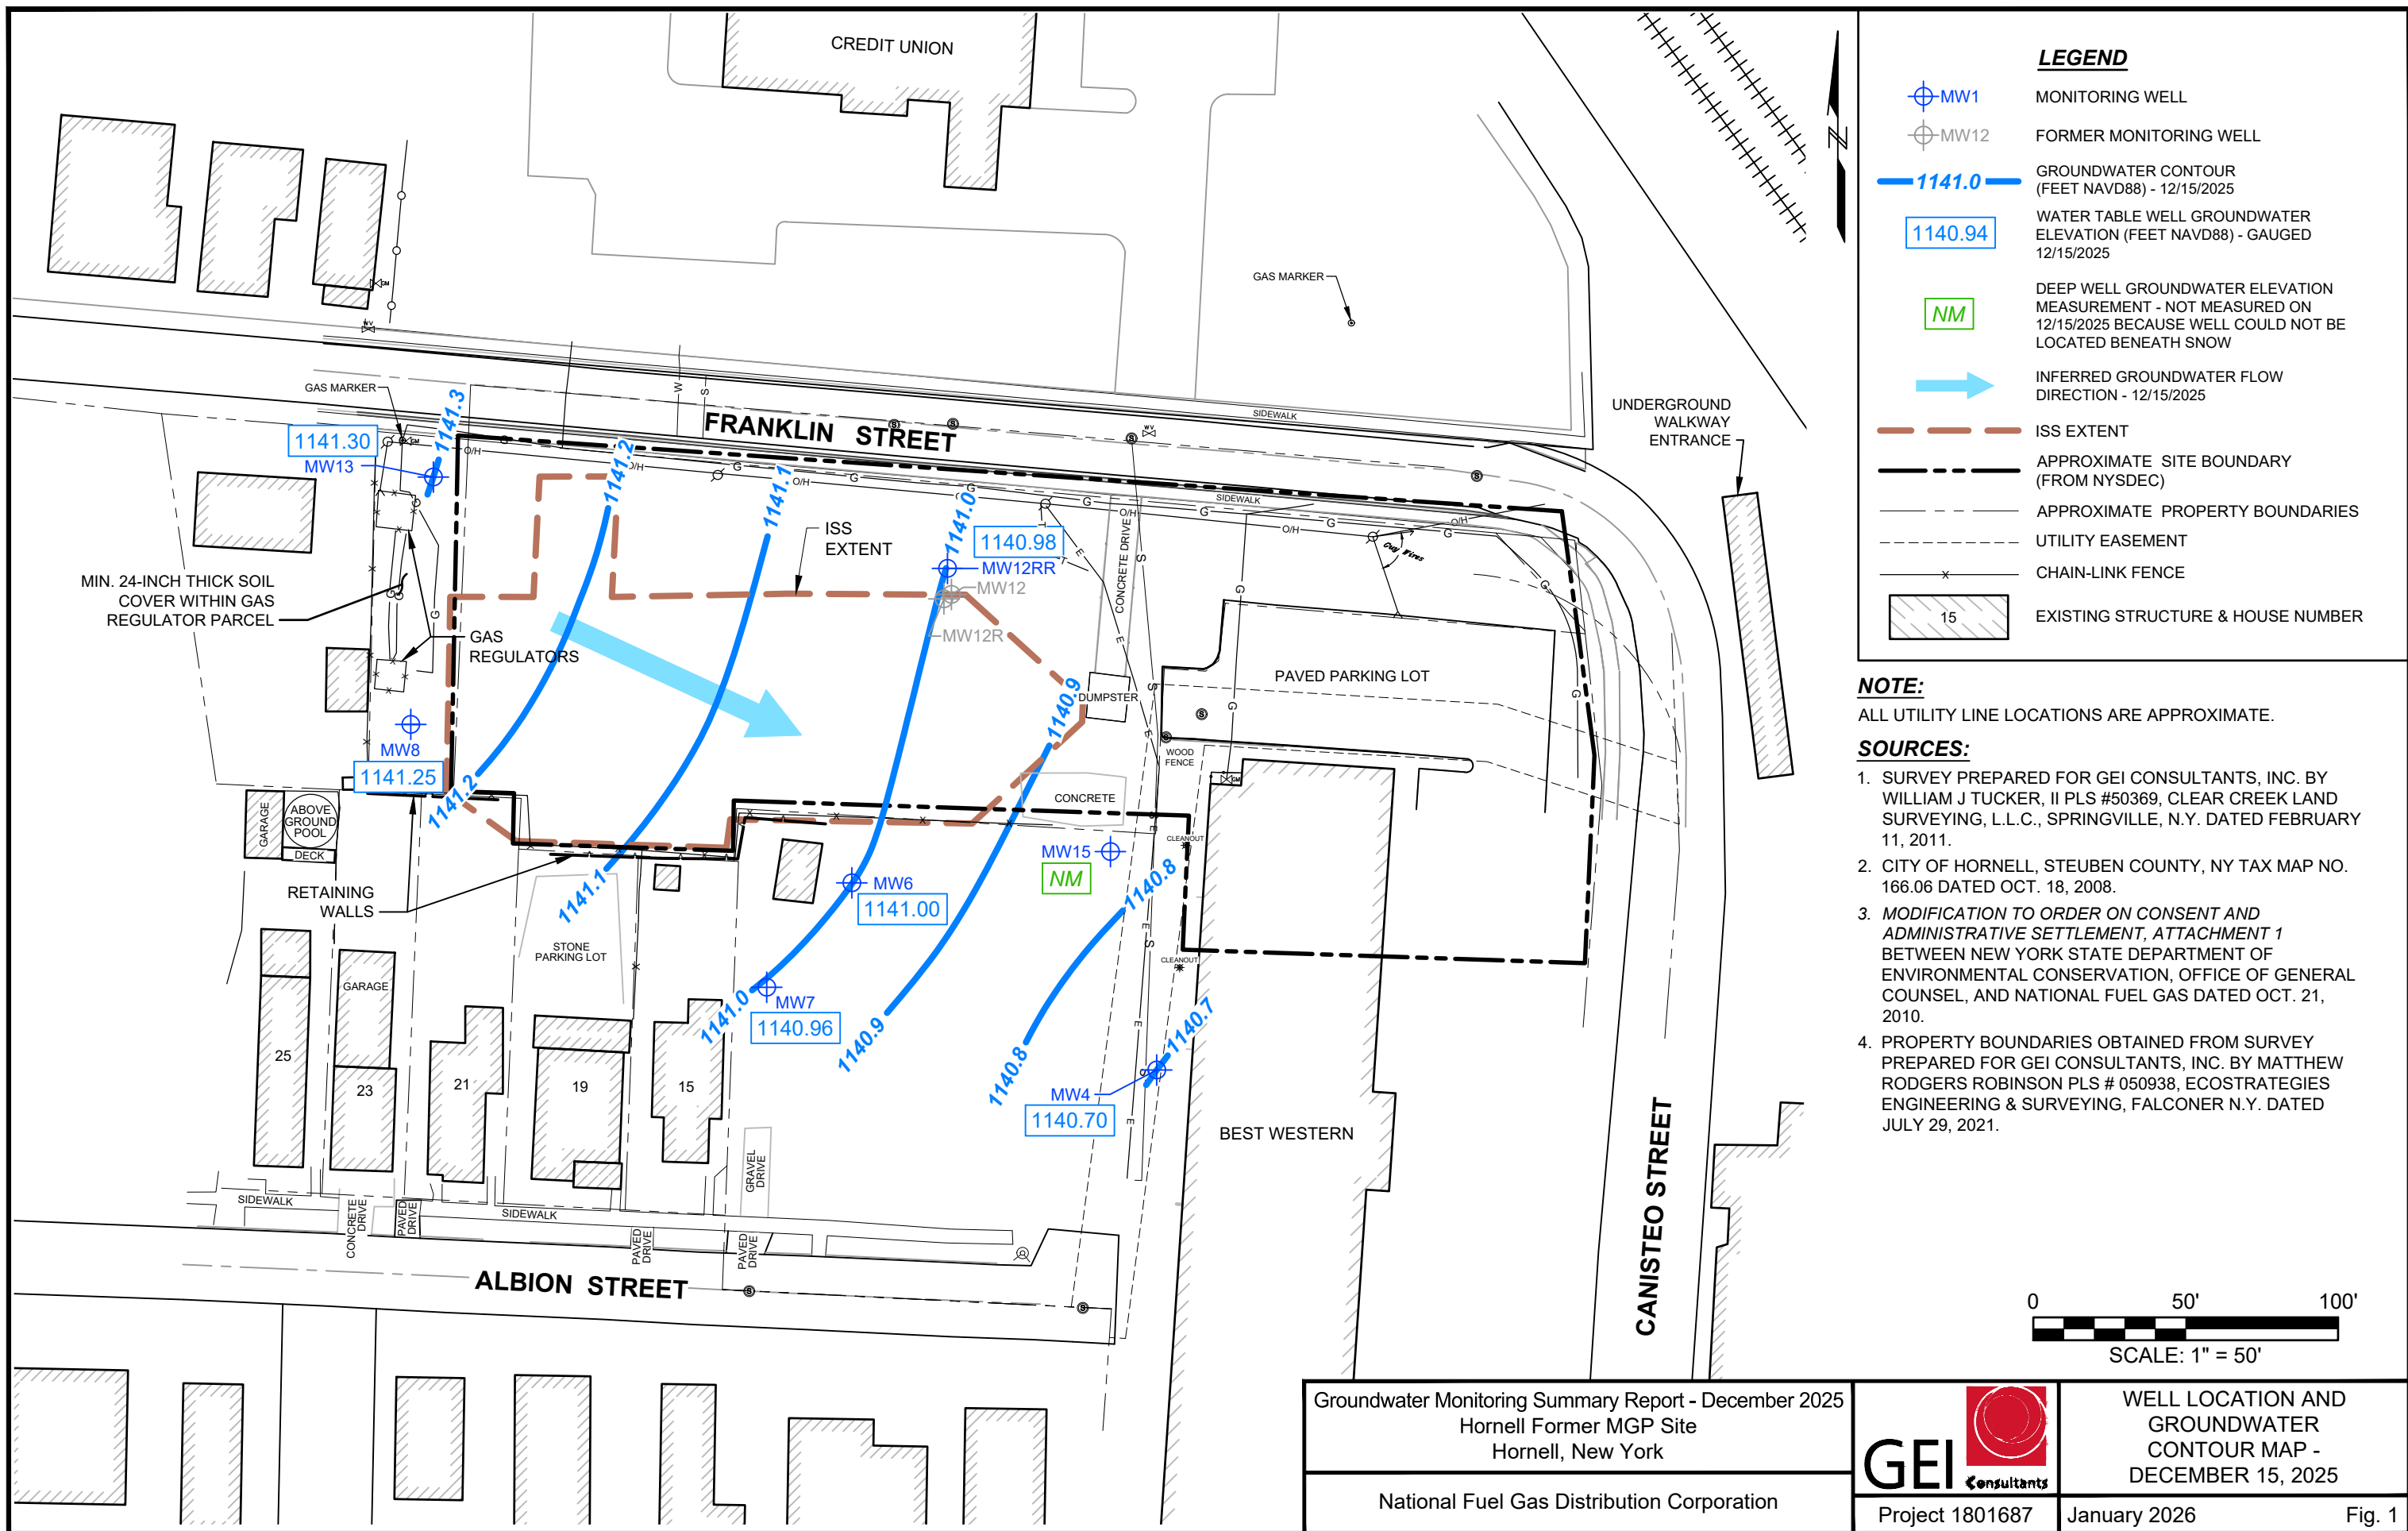 CREDIT UNION
GAS MARKER
GM
WV
GAS MARKER
GM
1141.3
1141.30
MW13
W
S
FRANKLIN STREET
SIDEWALK
WV
UNDERGROUND
WALKWAY
ENTRANCE
O/H
G
1141.2
O/H
G
1141.1
O/H
G
1141.0
G
G
SIDEWALK
O/H
G
O/H
G
O/H
G
Guy Wires
ISS
EXTENT
1140.98
MW12RR
MW12
MW12R
T
T
E
E
E
CONCRETE DRIVE
S
S
S
G
G
G
G
MIN. 24-INCH THICK SOIL
COVER WITHIN GAS
REGULATOR PARCEL
G
GAS
REGULATORS
PAVED PARKING LOT
DUMPSTER
1140.9
MW8
1141.25
1141.2
WOOD
FENCE
GM
CONCRETE
GARAGE
ABOVE
GROUND
POOL
DECK
CLEANOUT
MW15
NM
1140.8
RETAINING
WALLS
1141.1
MW6
1141.00
STONE
PARKING LOT
E
S
CLEANOUT
GARAGE
1141.0
MW7
1140.96
1140.9
1140.8
1140.7
E
E
E
MW4
1140.70
25
23
21
19
15
BEST WESTERN
GRAVEL
DRIVE
SIDEWALK
CONCRETE
DRIVE
PAVED
DRIVE
SIDEWALK
PAVED
DRIVE
PAVED
DRIVE
ALBION STREET
CANISTEO STREET
N
LEGEND
MW1
MONITORING WELL
MW12
FORMER MONITORING WELL
1141.0
GROUNDWATER CONTOUR
(FEET NAVD88) - 12/15/2025
1140.94
WATER TABLE WELL GROUNDWATER
ELEVATION (FEET NAVD88) - GAUGED
12/15/2025
NM
DEEP WELL GROUNDWATER ELEVATION
MEASUREMENT - NOT MEASURED ON
12/15/2025 BECAUSE WELL COULD NOT BE
LOCATED BENEATH SNOW
INFERRED GROUNDWATER FLOW
DIRECTION - 12/15/2025
ISS EXTENT
APPROXIMATE SITE BOUNDARY
(FROM NYSDEC)
APPROXIMATE PROPERTY BOUNDARIES
UTILITY EASEMENT
CHAIN-LINK FENCE
15
EXISTING STRUCTURE & HOUSE NUMBER
NOTE:
ALL UTILITY LINE LOCATIONS ARE APPROXIMATE.
SOURCES:
1. SURVEY PREPARED FOR GEI CONSULTANTS, INC. BY
WILLIAM J TUCKER, II PLS #50369, CLEAR CREEK LAND
SURVEYING, L.L.C., SPRINGVILLE, N.Y. DATED FEBRUARY
11, 2011.
2. CITY OF HORNELL, STEUBEN COUNTY, NY TAX MAP NO.
166.06 DATED OCT. 18, 2008.
3. MODIFICATION TO ORDER ON CONSENT AND
ADMINISTRATIVE SETTLEMENT, ATTACHMENT 1
BETWEEN NEW YORK STATE DEPARTMENT OF
ENVIRONMENTAL CONSERVATION, OFFICE OF GENERAL
COUNSEL, AND NATIONAL FUEL GAS DATED OCT. 21,
2010.
4. PROPERTY BOUNDARIES OBTAINED FROM SURVEY
PREPARED FOR GEI CONSULTANTS, INC. BY MATTHEW
RODGERS ROBINSON PLS # 050938, ECOSTRATEGIES
ENGINEERING & SURVEYING, FALCONER N.Y. DATED
JULY 29, 2021.
0 50' 100'
SCALE: 1" = 50'
Groundwater Monitoring Summary Report - December 2025
Hornell Former MGP Site
Hornell, New York
National Fuel Gas Distribution Corporation
GEI Consultants
Project 1801687
WELL LOCATION AND
GROUNDWATER
CONTOUR MAP -
DECEMBER 15, 2025
January 2026 Fig. 1